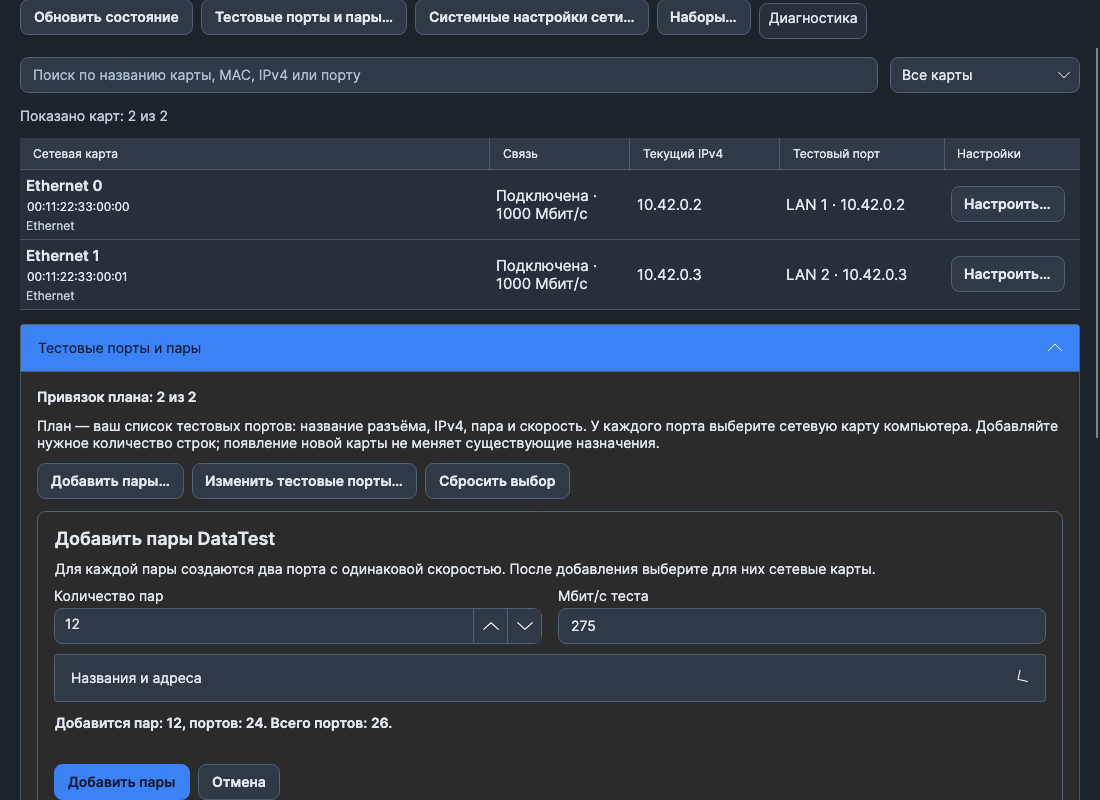 Обновить состояние
Тестовые порты и пары...
Системные настройки сети...
Наборы...
Диагностика
Поиск по названию карты, MAC, IPv4 или порту
Все карты
Показано карт: 2 из 2
Сетевая карта
Связь
Текущий IPv4
Тестовый порт
Настройки
Ethernet 0
00:11:22:33:00:00
Ethernet
Подключена ·
1000 Мбит/с
10.42.0.2
LAN 1 · 10.42.0.2
Настроить...
Ethernet 1
00:11:22:33:00:01
Ethernet
Подключена ·
1000 Мбит/с
10.42.0.3
LAN 2 · 10.42.0.3
Настроить...
Тестовые порты и пары
Привязок плана: 2 из 2
План — ваш список тестовых портов: название разъёма, IPv4, пара и скорость. У каждого порта выберите сетевую карту компьютера. Добавляйте
нужное количество строк; появление новой карты не меняет существующие назначения.
Добавить пары...
Изменить тестовые порты...
Сбросить выбор
Добавить пары DataTest
Для каждой пары создаются два порта с одинаковой скоростью. После добавления выберите для них сетевые карты.
Количество пар
Мбит/с теста
12
275
Названия и адреса
Добавится пар: 12, портов: 24. Всего портов: 26.
Добавить пары
Отмена